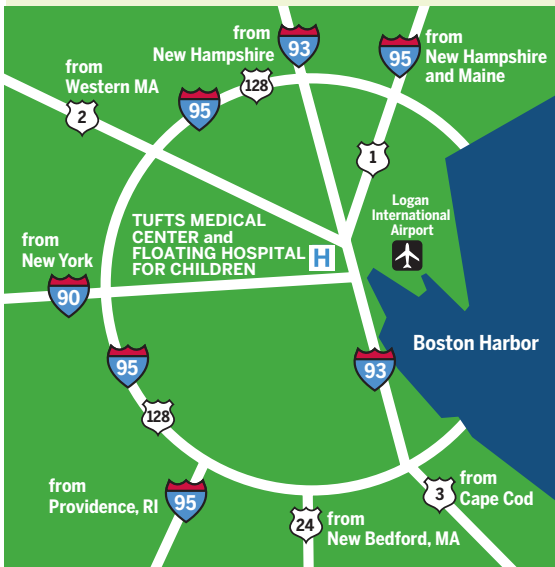 from
New Hampshire
93
from
New Hampshire
and Maine
95
from
Western MA
2
95
128
1
TUFTS MEDICAL
CENTER and
FLOATING HOSPITAL
FOR CHILDREN
H
Logan
International
Airport
from
New York
90
Boston Harbor
95
93
128
from
Providence, RI
95
24
from
New Bedford, MA
3
from
Cape Cod